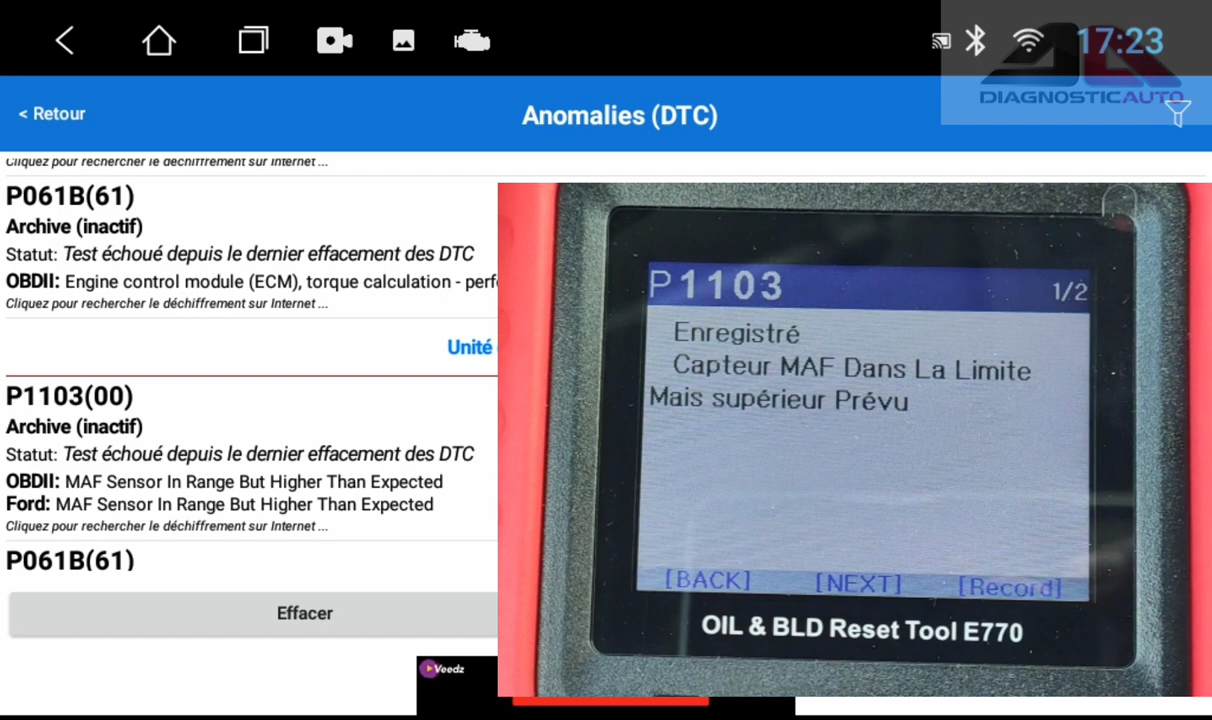 17:23
DIAGNOSTICAUTO
< Retour
Anomalies (DTC)
Cliquez pour rechercher le déchiffrement sur Internet ...
P061B(61)
Archive (inactif)
Statut: Test échoué depuis le dernier effacement des DTC
OBDII: Engine control module (ECM), torque calculation - perf
Cliquez pour rechercher le déchiffrement sur Internet ...
Unité
P1103(00)
Archive (inactif)
Statut: Test échoué depuis le dernier effacement des DTC
OBDII: MAF Sensor In Range But Higher Than Expected
Ford: MAF Sensor In Range But Higher Than Expected
Cliquez pour rechercher le déchiffrement sur Internet ...
P061B(61)
Effacer
Veedz
P1103 1/2
Enregistré
Capteur MAF Dans La Limite
Mais supérieur Prévu
[BACK] [NEXT] [Record]
OIL & BLD Reset Tool E770